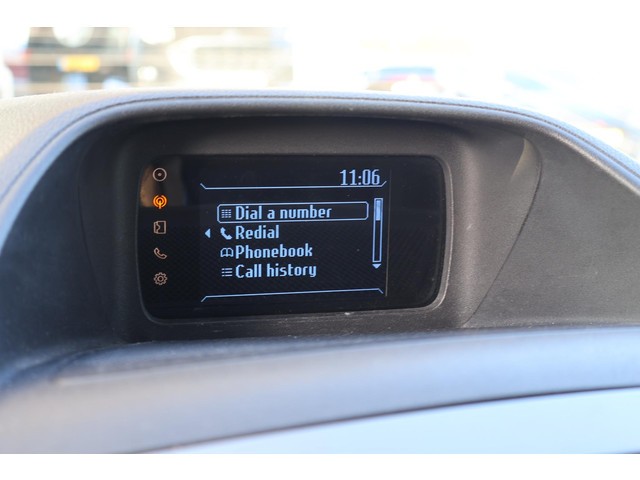 11:06
Dial a number
Redial
Phonebook
Call history